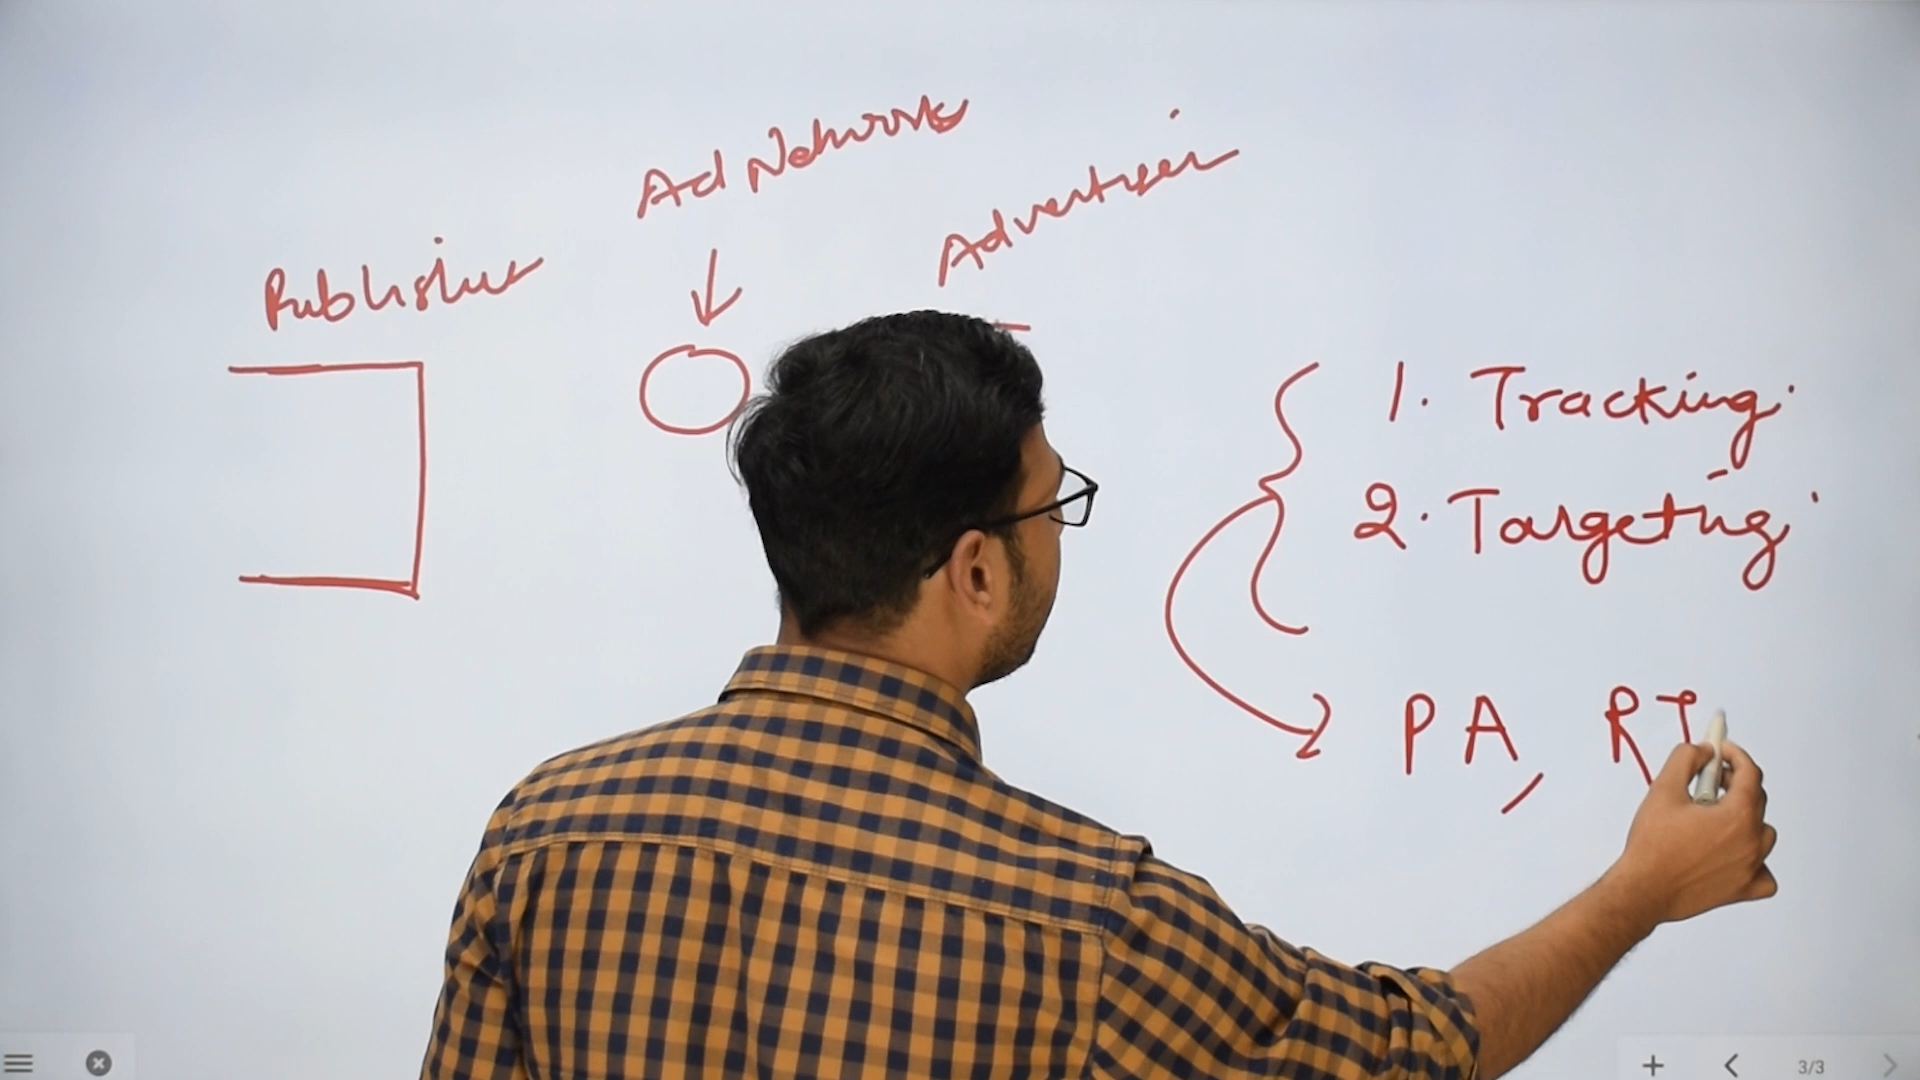 Ad Network
Advertiser
Publisher
1. Tracking
2. Targeting
PA, RT
3/3